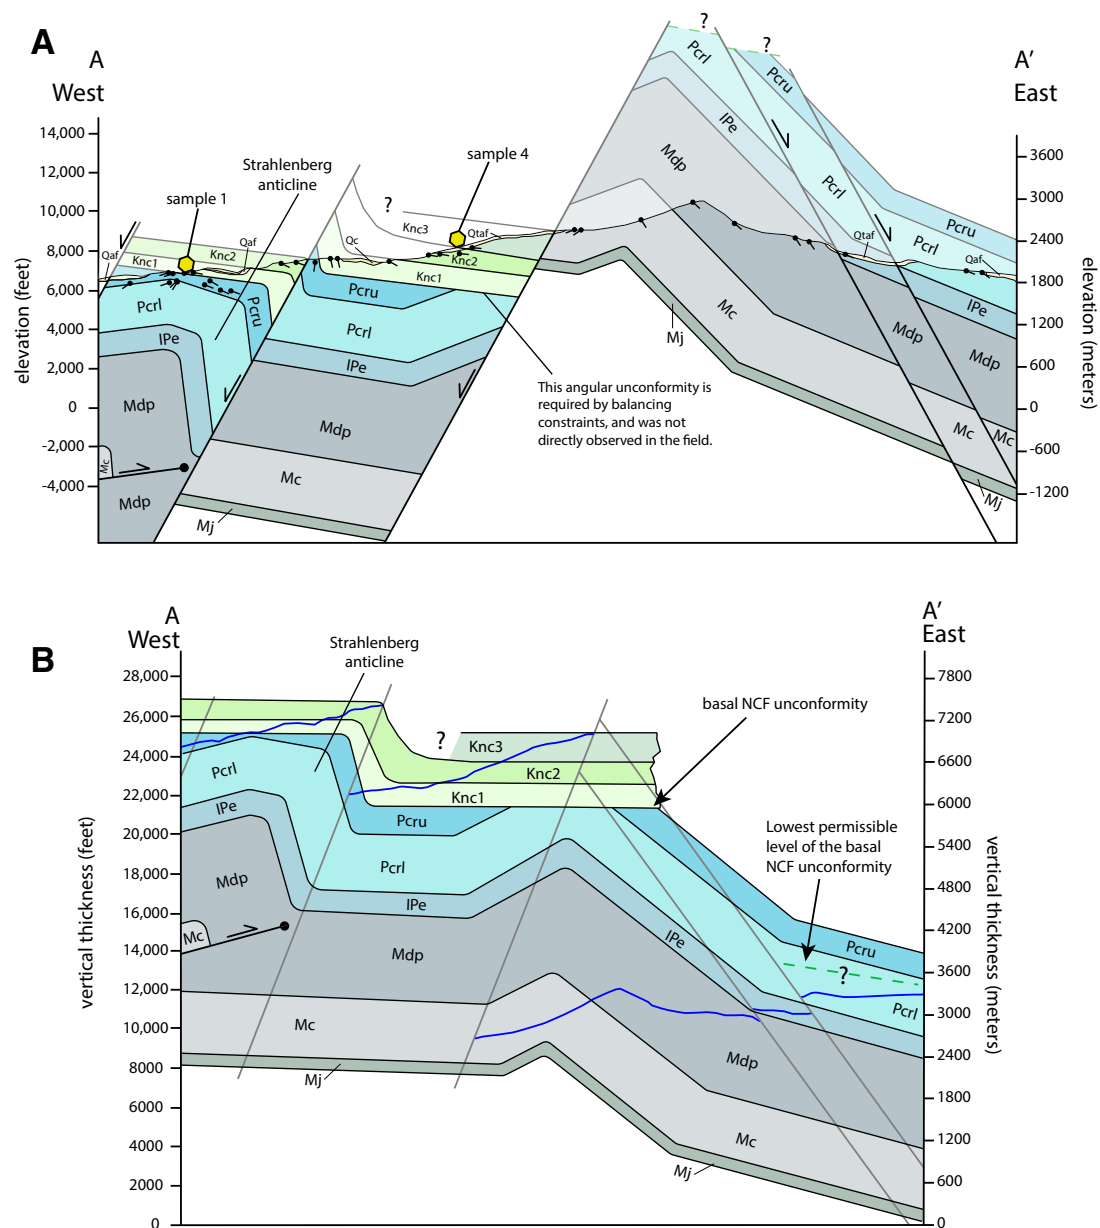 A
A
West
A'
East
elevation (feet)
14,000
12,000
10,000
8,000
6,000
4,000
2,000
0
-2,000
-4,000
3600
3000
2400
1800
1200
600
0
-600
-1200
elevation (meters)
Strahlenberg
anticline
sample 1
sample 4
?
?
?
Qaf
Knc1
Knc2
Qaf
Qc
Knc3
Qtaf
Knc2
Knc1
Pcrl
Pcru
IPe
Mdp
Mc
Mdp
Pcru
Pcrl
IPe
Mdp
Mc
Mj
This angular unconformity is
required by balancing
constraints, and was not
directly observed in the field.
Pcrl
Pcru
IPe
Mdp
Pcrl
Pcru
Pcrl
Qtaf
Qaf
IPe
Mdp
Mdp
Mc
Mj
Mc
Mc
Mj
B
A
West
A'
East
vertical thickness (feet)
28,000
26,000
24,000
22,000
20,000
18,000
16,000
14,000
12,000
10,000
8000
6000
4000
2000
0
7800
7200
6600
6000
5400
4800
4200
3600
3000
2400
1800
1200
600
0
vertical thickness (meters)
Strahlenberg
anticline
basal NCF unconformity
Lowest permissible
level of the basal
NCF unconformity
?
Knc3
Knc2
Knc1
Pcrl
IPe
Pcru
Pcrl
IPe
Mdp
Mc
Mdp
Mc
Mj
IPe
Pcru
?
Pcrl
Mdp
Mc
Mj